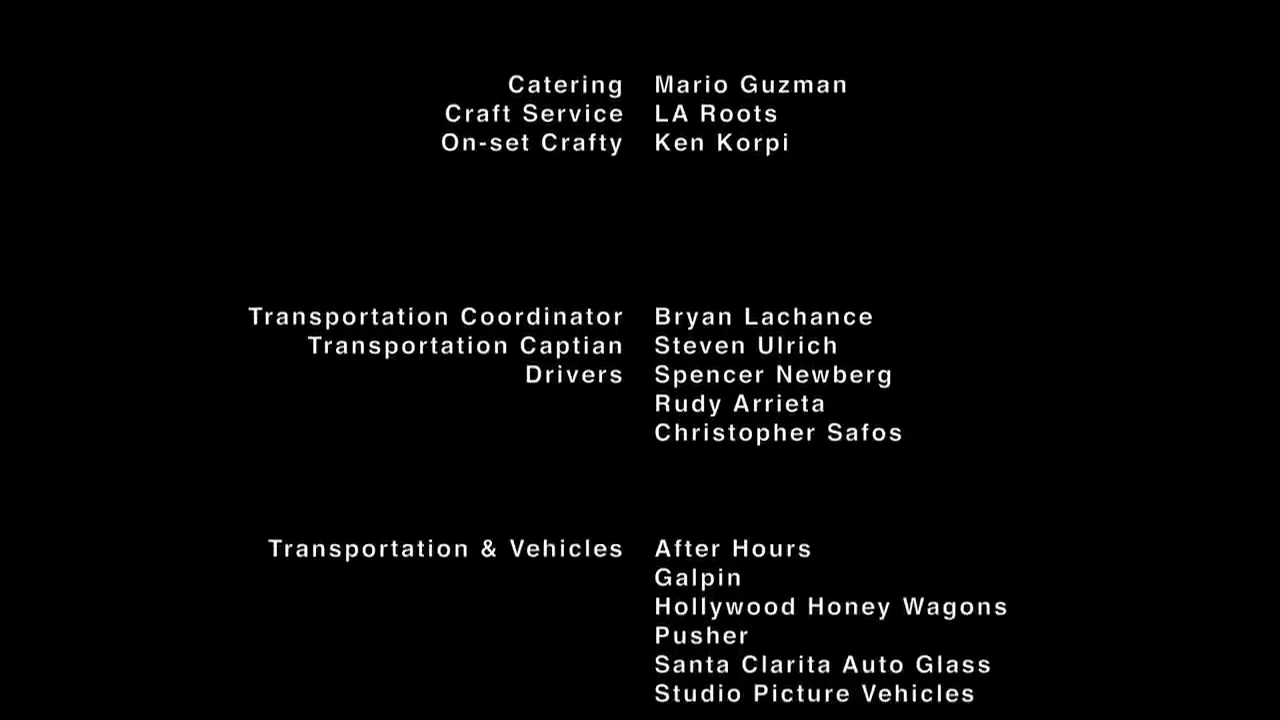 Catering Mario Guzman
Craft Service LA Roots
On-set Crafty Ken Korpi
Transportation Coordinator Bryan Lachance
Transportation Captian Steven Ulrich
Drivers Spencer Newberg
Rudy Arrieta
Christopher Safos
Transportation & Vehicles After Hours
Galpin
Hollywood Honey Wagons
Pusher
Santa Clarita Auto Glass
Studio Picture Vehicles